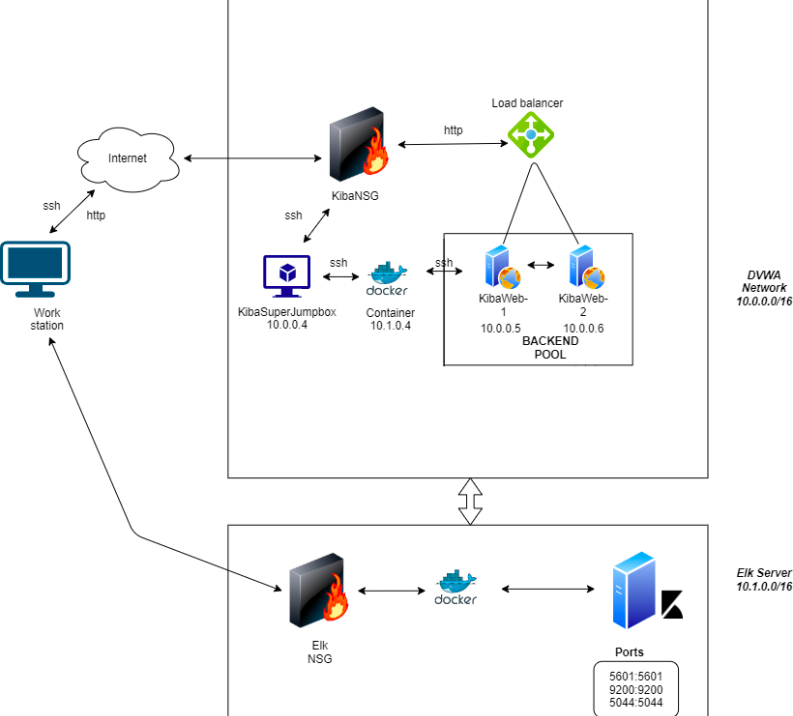 Load balancer
http
Internet
KibaNSG
ssh
http
ssh
ssh
ssh
docker
KibaSuperJumpbox
10.0.0.4
Container
10.1.0.4
KibaWeb-
1
10.0.0.5
KibaWeb-
2
10.0.0.6
BACKEND
POOL
Work
station
DVWA
Network
10.0.0.0/16
docker
Elk
NSG
Elk Server
10.1.0.0/16
Ports
5601:5601
9200:9200
5044:5044